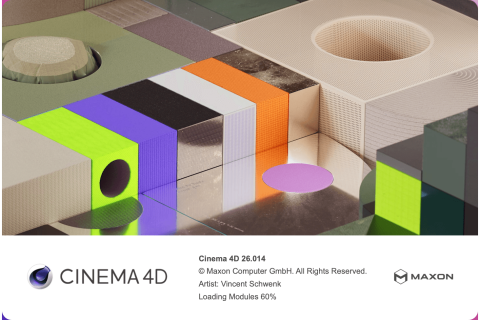 CINEMA 4D
Cinema 4D 26.014
© Maxon Computer GmbH. All Rights Reserved.
Artist: Vincent Schwenk
Loading Modules 60%
MAXON